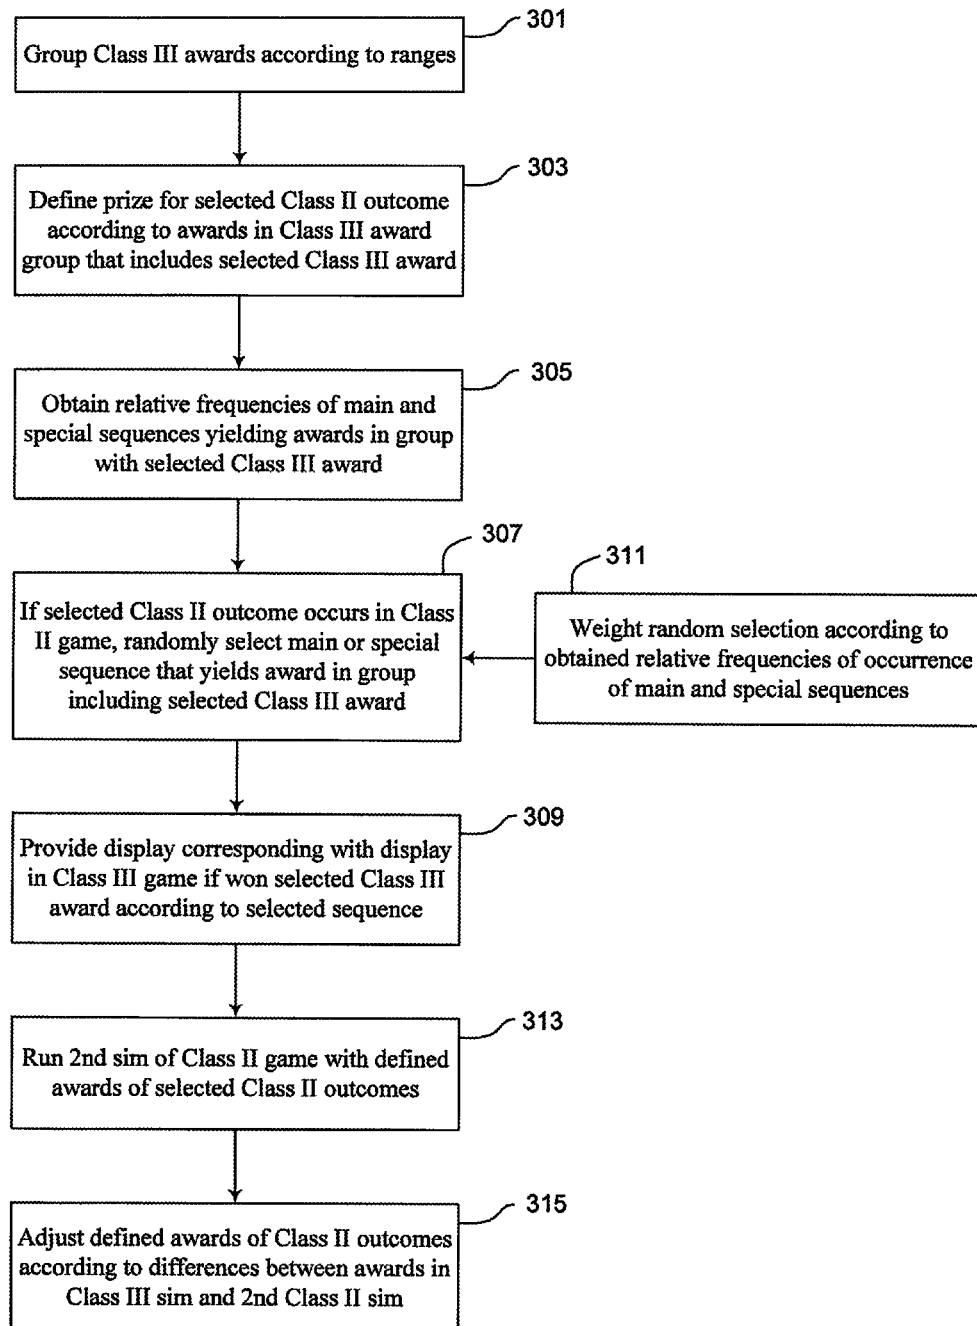 301
Group Class III awards according to ranges
303
Define prize for selected Class II outcome
according to awards in Class III award
group that includes selected Class III award
305
Obtain relative frequencies of main and
special sequences yielding awards in group
with selected Class III award
307
If selected Class II outcome occurs in Class
II game, randomly select main or special
sequence that yields award in group
including selected Class III award
311
Weight random selection according to
obtained relative frequencies of occurrence
of main and special sequences
309
Provide display corresponding with display
in Class III game if won selected Class III
award according to selected sequence
313
Run 2nd sim of Class II game with defined
awards of selected Class II outcomes
315
Adjust defined awards of Class II outcomes
according to differences between awards in
Class III sim and 2nd Class II sim